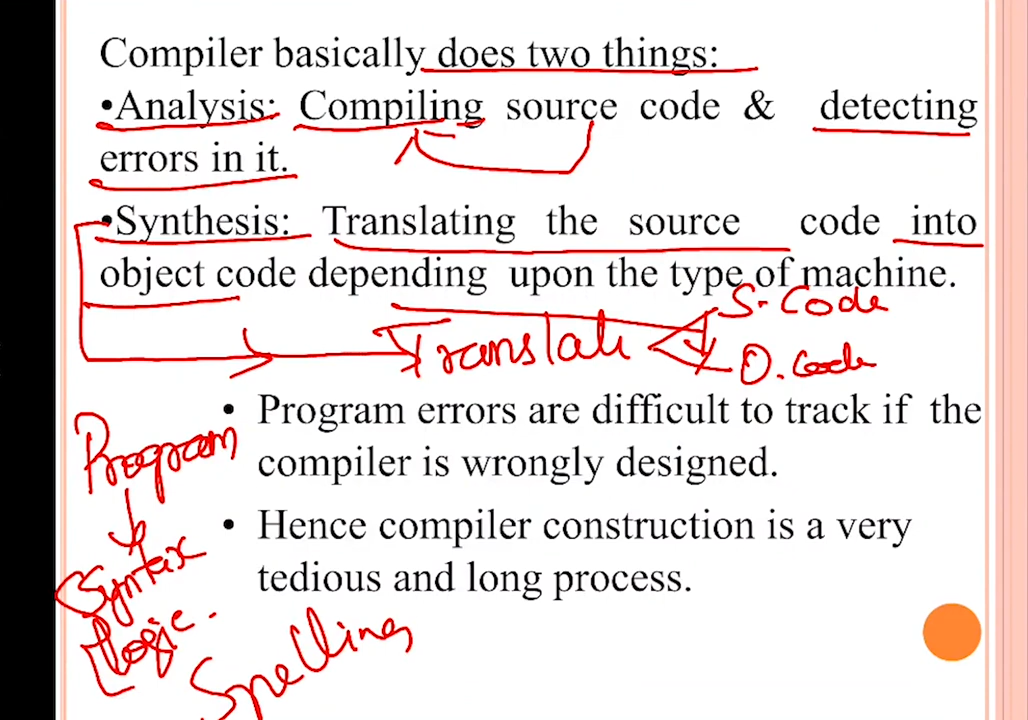 Compiler basically does two things:
•Analysis: Compiling source code & detecting
errors in it.
•Synthesis: Translating the source code into
object code depending upon the type of machine.
S. Code
Translate
O. Code
• Program errors are difficult to track if the
compiler is wrongly designed.
Program
• Hence compiler construction is a very
tedious and long process.
Syntax
Logic.
Spelling